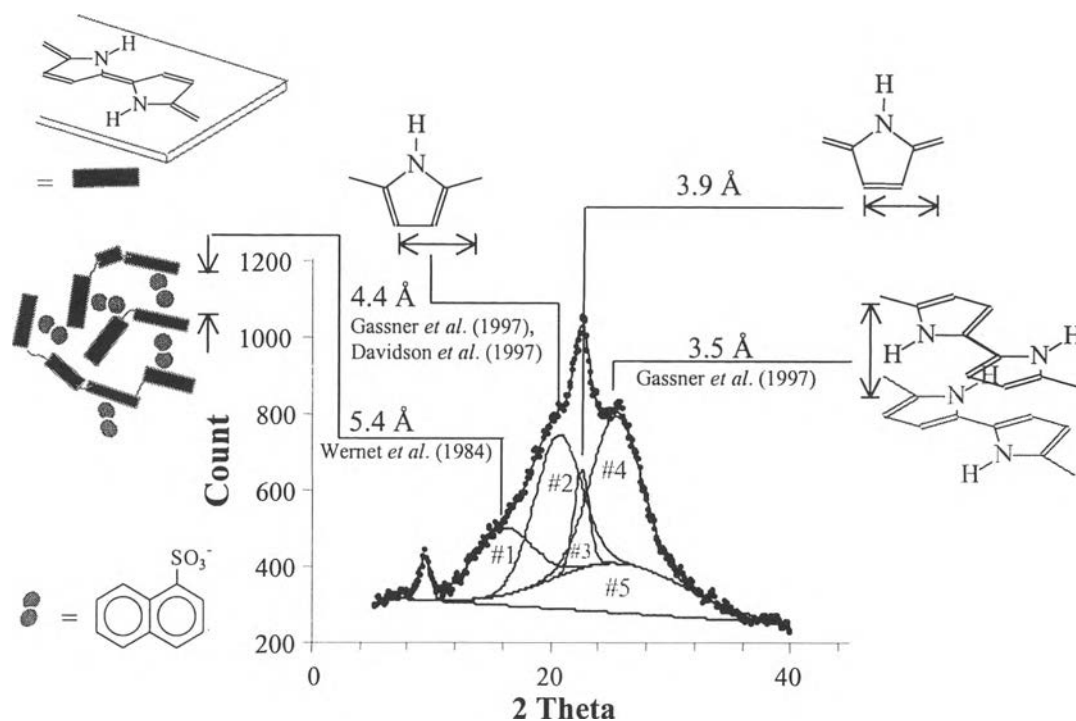 H
N
N
H
=
H
N
H
N
3.9 Å
1200
4.4 Å
Gassner et al. (1997),
Davidson et al. (1997)
3.5 Å
Gassner et al. (1997)
H
N
N
H
H
N
H
N
1000
5.4 Å
Wernet et al. (1984)
800
600
400
200
Count
#1
#2
#3
#4
#5
SO₃⁻
=
0
20
40
2 Theta